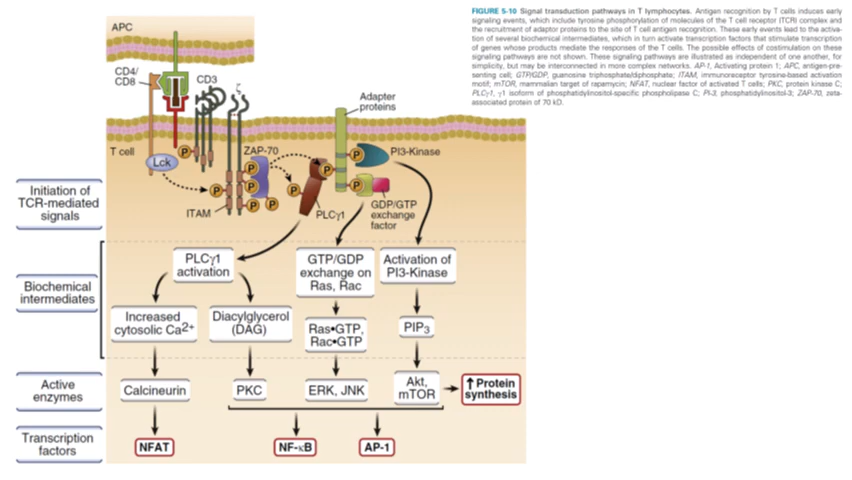 FIGURE 5-10 Signal transduction pathways in T lymphocytes. Antigen recognition by T cells induces early
signaling events, which include tyrosine phosphorylation of molecules of the T cell receptor (TCR) complex and
the recruitment of adaptor proteins to the site of T cell antigen recognition. These early events lead to the activa-
tion of several biochemical intermediates, which in turn activate transcription factors that stimulate transcription
of genes whose products mediate the responses of the T cells. The possible effects of costimulation on these
signaling pathways are not shown. These signaling pathways are illustrated as independent of one another, for
simplicity, but may be interconnected in more complex networks. AP-1, Activating protein 1; APC, antigen-pre-
senting cell; GTP/GDP, guanosine triphosphate/diphosphate; ITAM, immunoreceptor tyrosine-based activation
motif; mTOR, mammalian target of rapamycin; NFAT, nuclear factor of activated T cells; PKC, protein kinase C;
PLCγ1, γ1 isoform of phosphatidylinositol-specific phospholipase C; PI-3, phosphatidylinositol-3; ZAP-70, zeta-
associated protein of 70 kD.
APC
CD4/
CD8
CD3
ζ
Adapter
proteins
T cell
Lck
P
ZAP-70
P
P
P
P
P
P
P
P
P
P
PI3-Kinase
ITAM
PLCγ1
GDP/GTP
exchange
factor
Initiation of
TCR-mediated
signals
Biochemical
intermediates
PLCγ1
activation
GTP/GDP
exchange on
Ras, Rac
Activation of
PI3-Kinase
Increased
cytosolic Ca2+
Diacylglycerol
(DAG)
Ras•GTP,
Rac•GTP
PIP3
Active
enzymes
Calcineurin
PKC
ERK, JNK
Akt,
mTOR
↑ Protein
synthesis
Transcription
factors
NFAT
NF-κB
AP-1